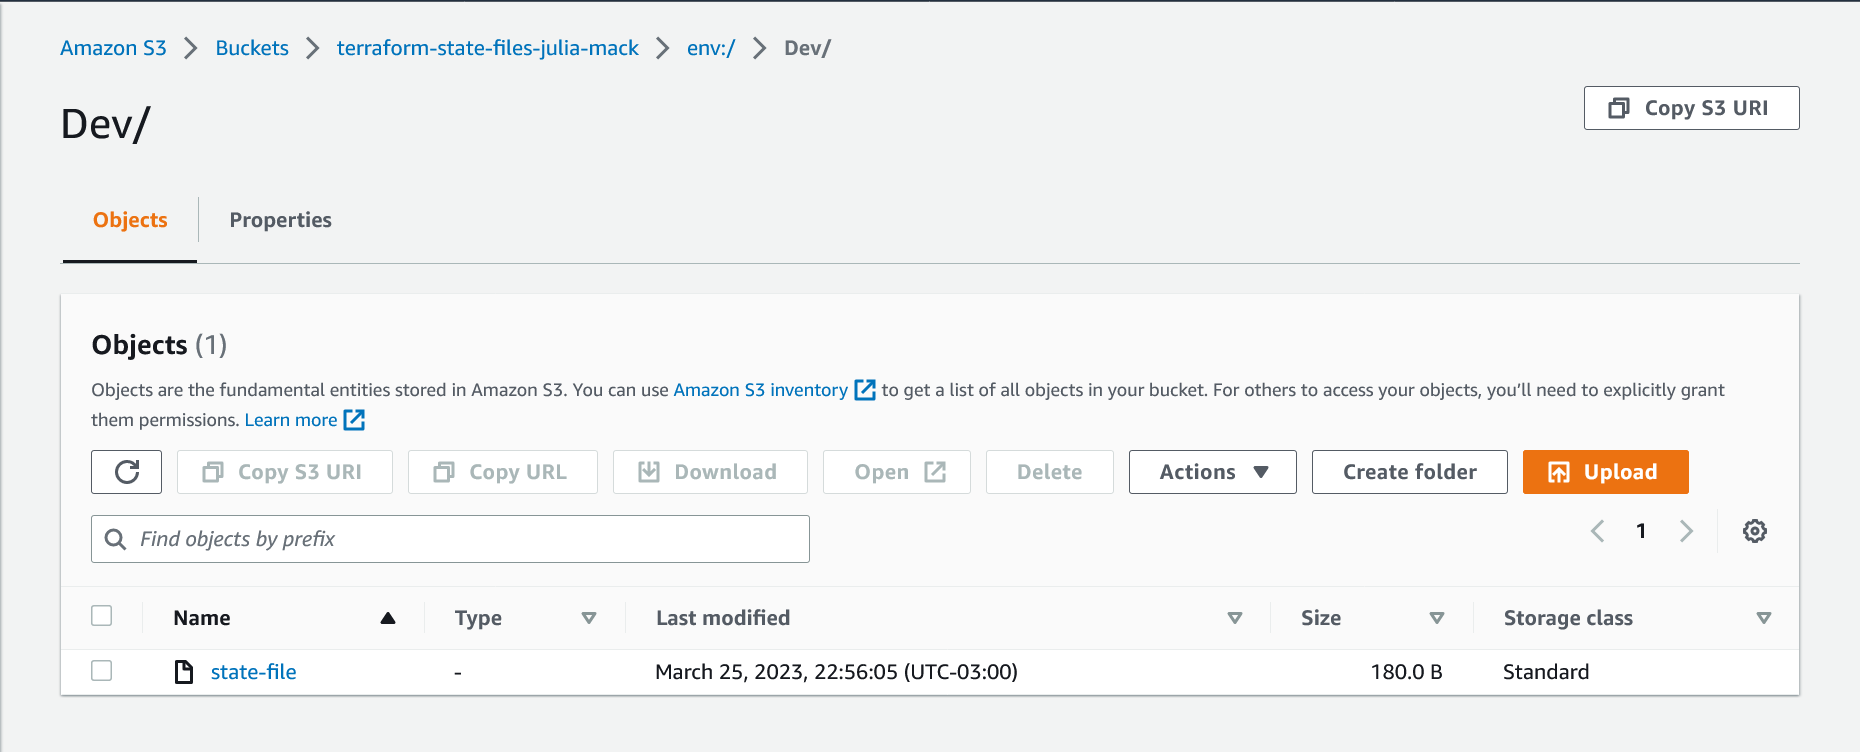 Amazon S3 > Buckets > terraform-state-files-julia-mack > env:/ > Dev/
Dev/
Copy S3 URI
Objects
Properties
Objects (1)
Objects are the fundamental entities stored in Amazon S3. You can use Amazon S3 inventory to get a list of all objects in your bucket. For others to access your objects, you’ll need to explicitly grant
them permissions. Learn more
Copy S3 URI Copy URL Download Open Delete Actions Create folder Upload
Find objects by prefix
1
Name Type Last modified Size Storage class
state-file - March 25, 2023, 22:56:05 (UTC-03:00) 180.0 B Standard